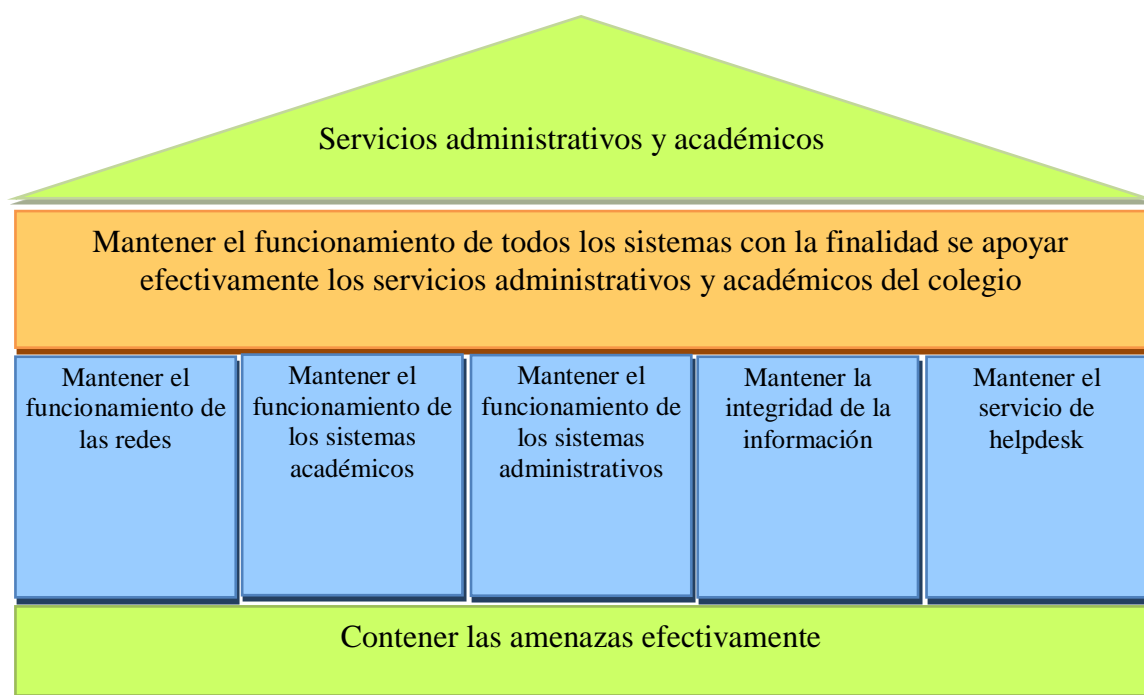 Servicios administrativos y académicos
Mantener el funcionamiento de todos los sistemas con la finalidad se apoyar
efectivamente los servicios administrativos y académicos del colegio
Mantener el
funcionamiento de
las redes
Mantener el
funcionamiento de
los sistemas
académicos
Mantener el
funcionamiento de
los sistemas
administrativos
Mantener la
integridad de la
información
Mantener el
servicio de
helpdesk
Contener las amenazas efectivamente